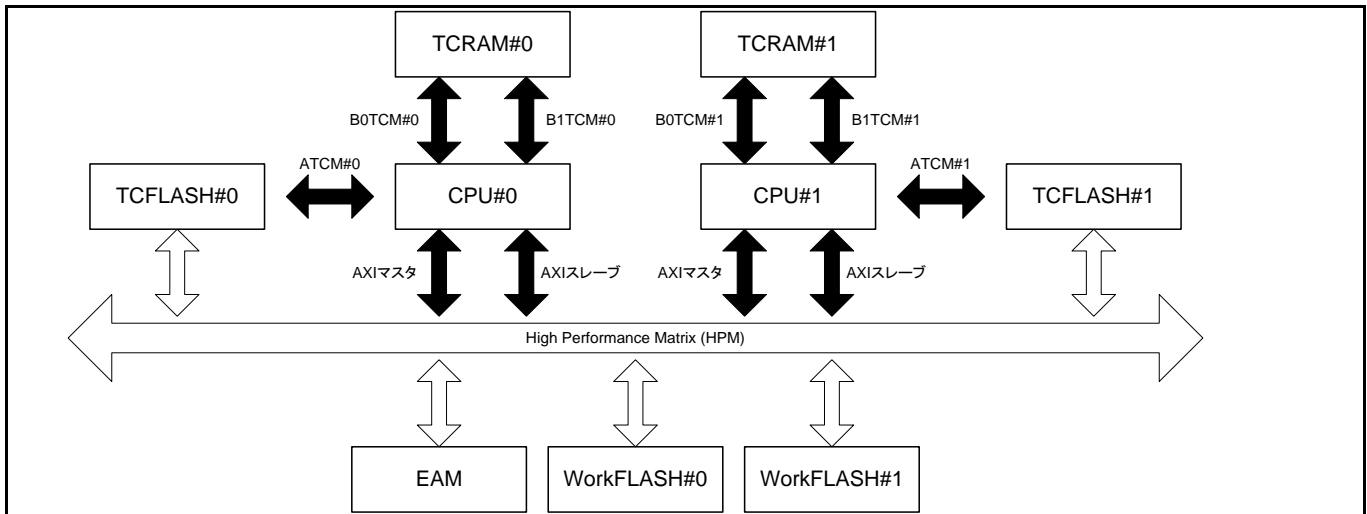 TCRAM#0
TCRAM#1
B0TCM#0
B1TCM#0
B0TCM#1
B1TCM#1
ATCM#0
ATCM#1
TCFLASH#0
CPU#0
CPU#1
TCFLASH#1
AXIマスタ
AXIスレーブ
AXIマスタ
AXIスレーブ
High Performance Matrix (HPM)
EAM
WorkFLASH#0
WorkFLASH#1